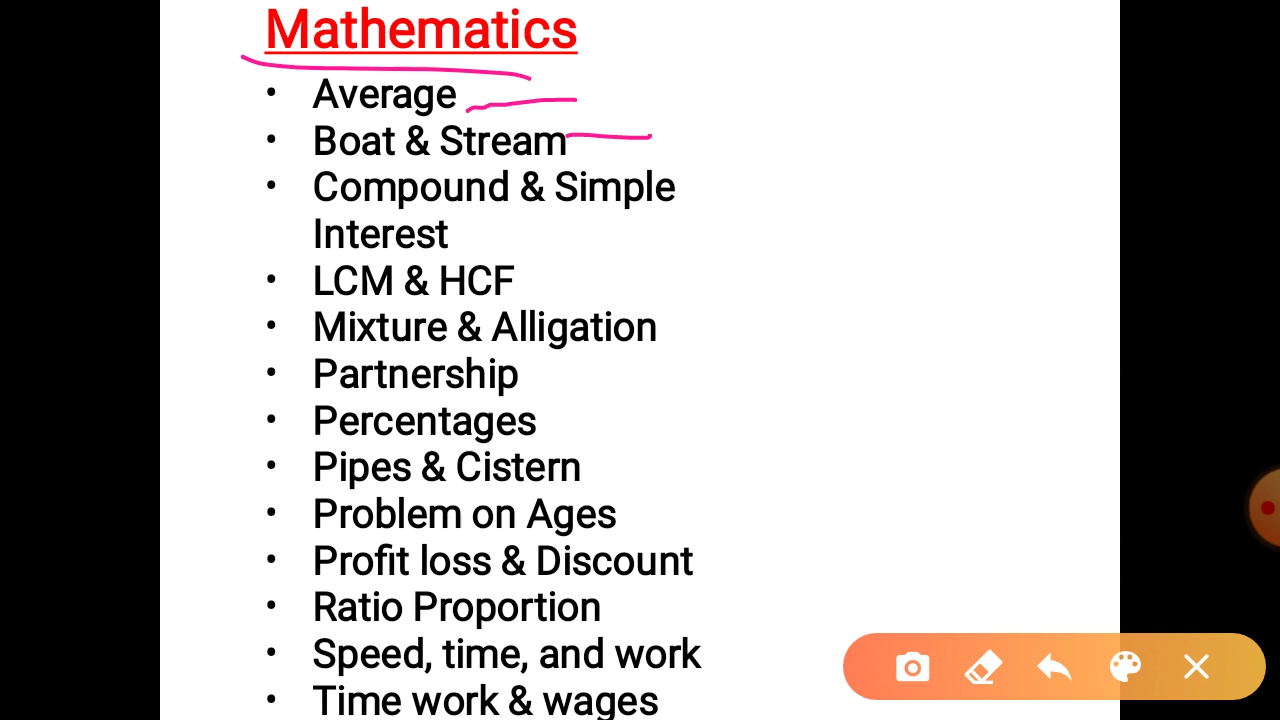 Mathematics
• Average
• Boat & Stream
• Compound & Simple
Interest
• LCM & HCF
• Mixture & Alligation
• Partnership
• Percentages
• Pipes & Cistern
• Problem on Ages
• Profit loss & Discount
• Ratio Proportion
• Speed, time, and work
• Time work & wages